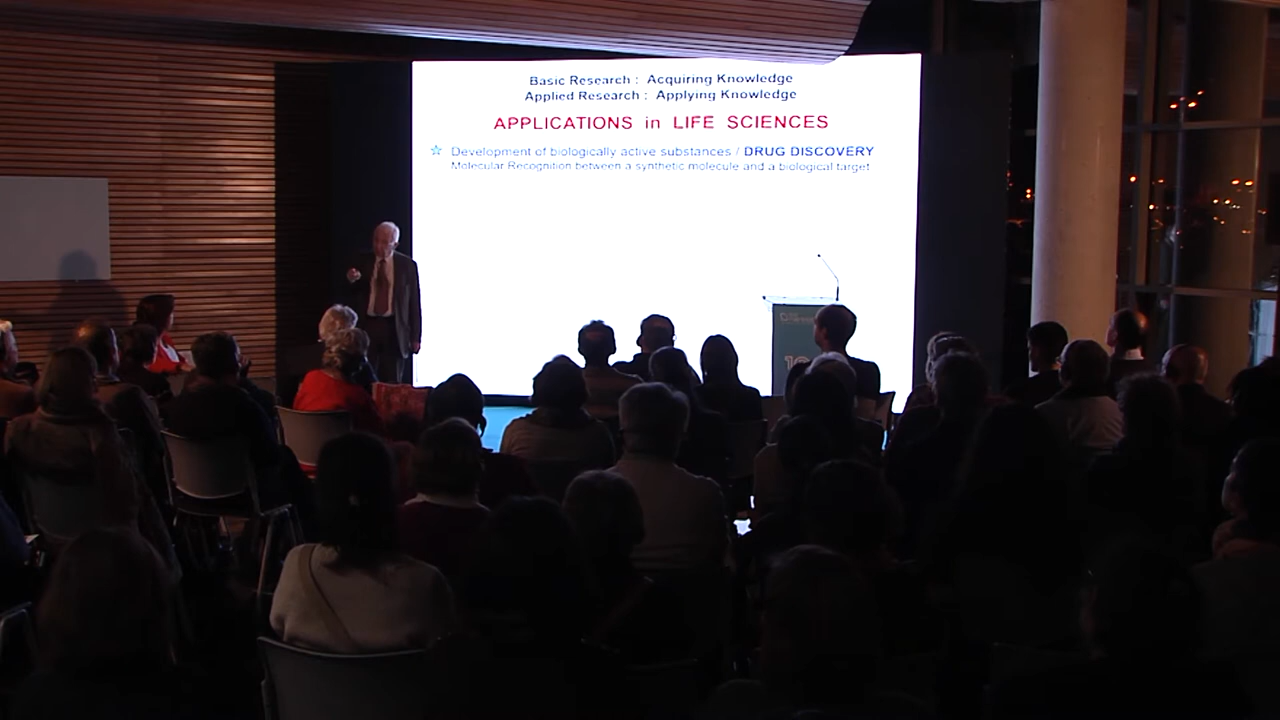 Basic Research : Acquiring Knowledge
Applied Research : Applying Knowledge
APPLICATIONS in LIFE SCIENCES
☆ Development of biologically active substances / DRUG DISCOVERY
Molecular Recognition between a synthetic molecule and a biological target